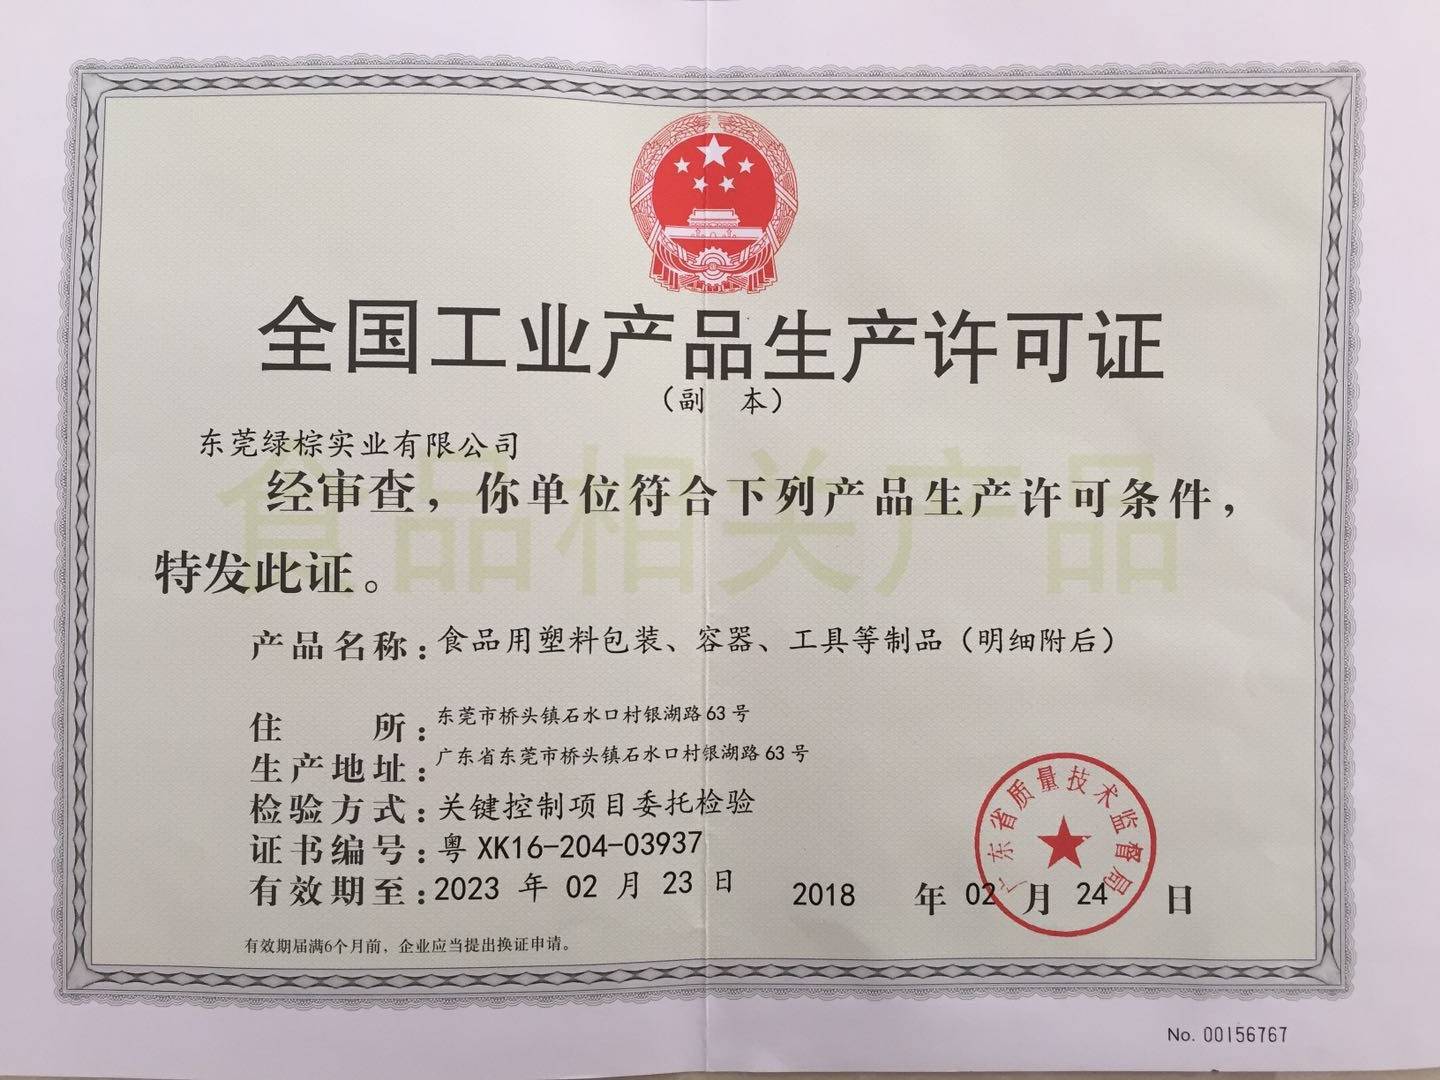 全国工业产品生产许可证
（副 本）
东莞绿棕实业有限公司
食品相关产品
经审查，你单位符合下列产品生产许可条件，
特发此证。
产品名称：食品用塑料包装、容器、工具等制品（明细附后）
住 所：东莞市桥头镇石水口村银湖路 63 号
生产地址：广东省东莞市桥头镇石水口村银湖路 63 号
检验方式：关键控制项目委托检验
证书编号：粤 XK16-204-03937
有效期至：2023 年 02 月 23 日
2018 年 02 月 24 日
广东省质量技术监督局
有效期届满6个月前，企业应当提出换证申请。
No. 00156767